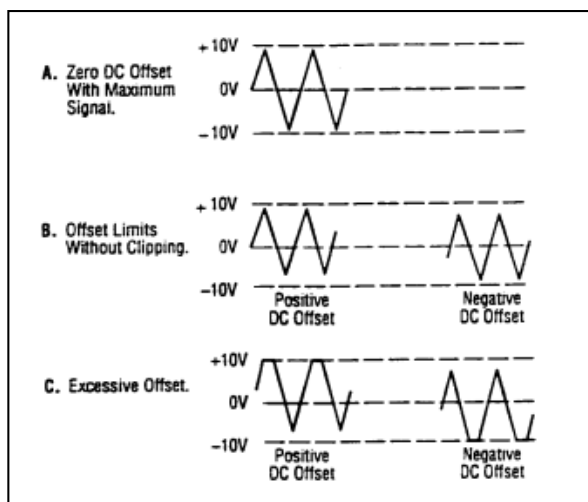 +10V
A. Zero DC Offset
With Maximum
Signal.
0V
-10V
+10V
B. Offset Limits
Without Clipping.
0V
-10V
Positive
DC Offset
Negative
DC Offset
+10V
C. Excessive Offset.
0V
-10V
Positive
DC Offset
Negative
DC Offset